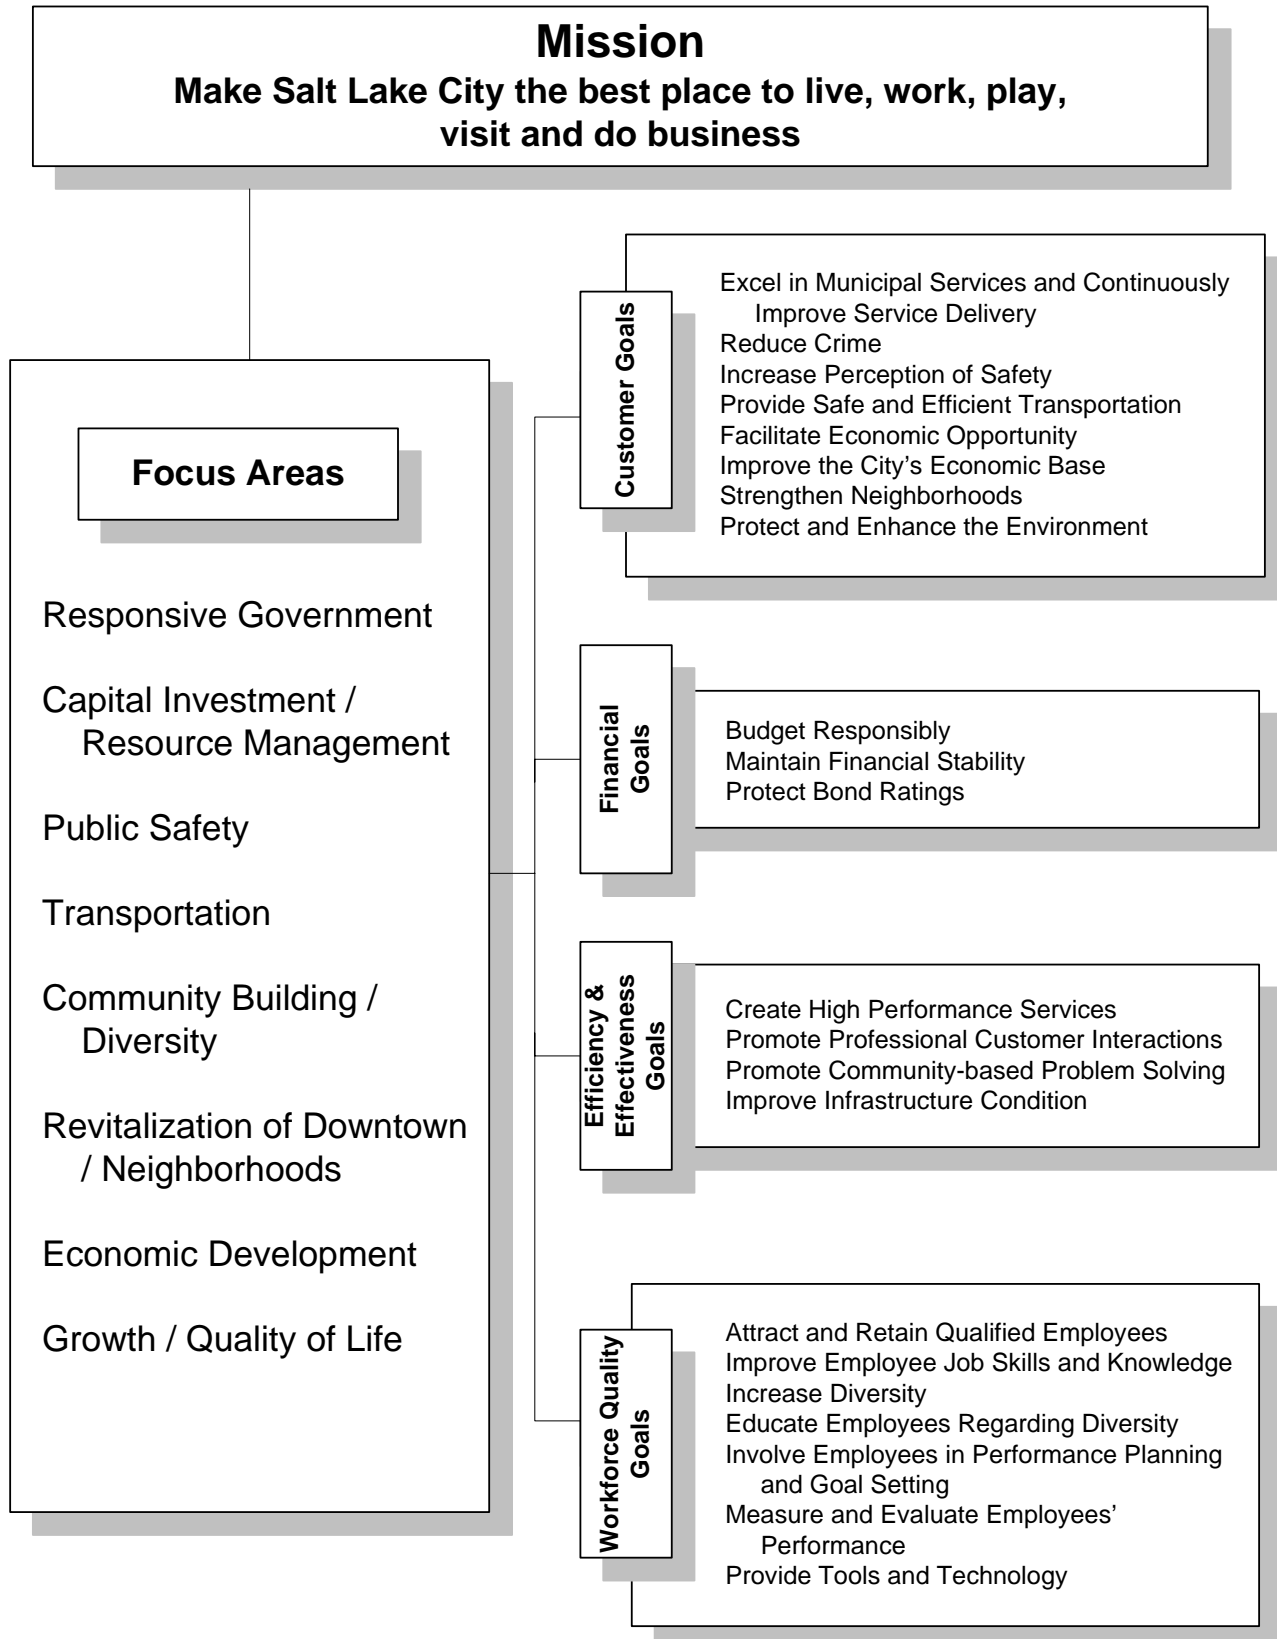 Mission
Make Salt Lake City the best place to live, work, play,
visit and do business
Focus Areas
Responsive Government
Capital Investment /
Resource Management
Public Safety
Transportation
Community Building /
Diversity
Revitalization of Downtown
/ Neighborhoods
Economic Development
Growth / Quality of Life
Customer Goals
Excel in Municipal Services and Continuously
Improve Service Delivery
Reduce Crime
Increase Perception of Safety
Provide Safe and Efficient Transportation
Facilitate Economic Opportunity
Improve the City’s Economic Base
Strengthen Neighborhoods
Protect and Enhance the Environment
Financial
Goals
Budget Responsibly
Maintain Financial Stability
Protect Bond Ratings
Efficiency &
Effectiveness
Goals
Create High Performance Services
Promote Professional Customer Interactions
Promote Community-based Problem Solving
Improve Infrastructure Condition
Workforce Quality
Goals
Attract and Retain Qualified Employees
Improve Employee Job Skills and Knowledge
Increase Diversity
Educate Employees Regarding Diversity
Involve Employees in Performance Planning
and Goal Setting
Measure and Evaluate Employees’
Performance
Provide Tools and Technology